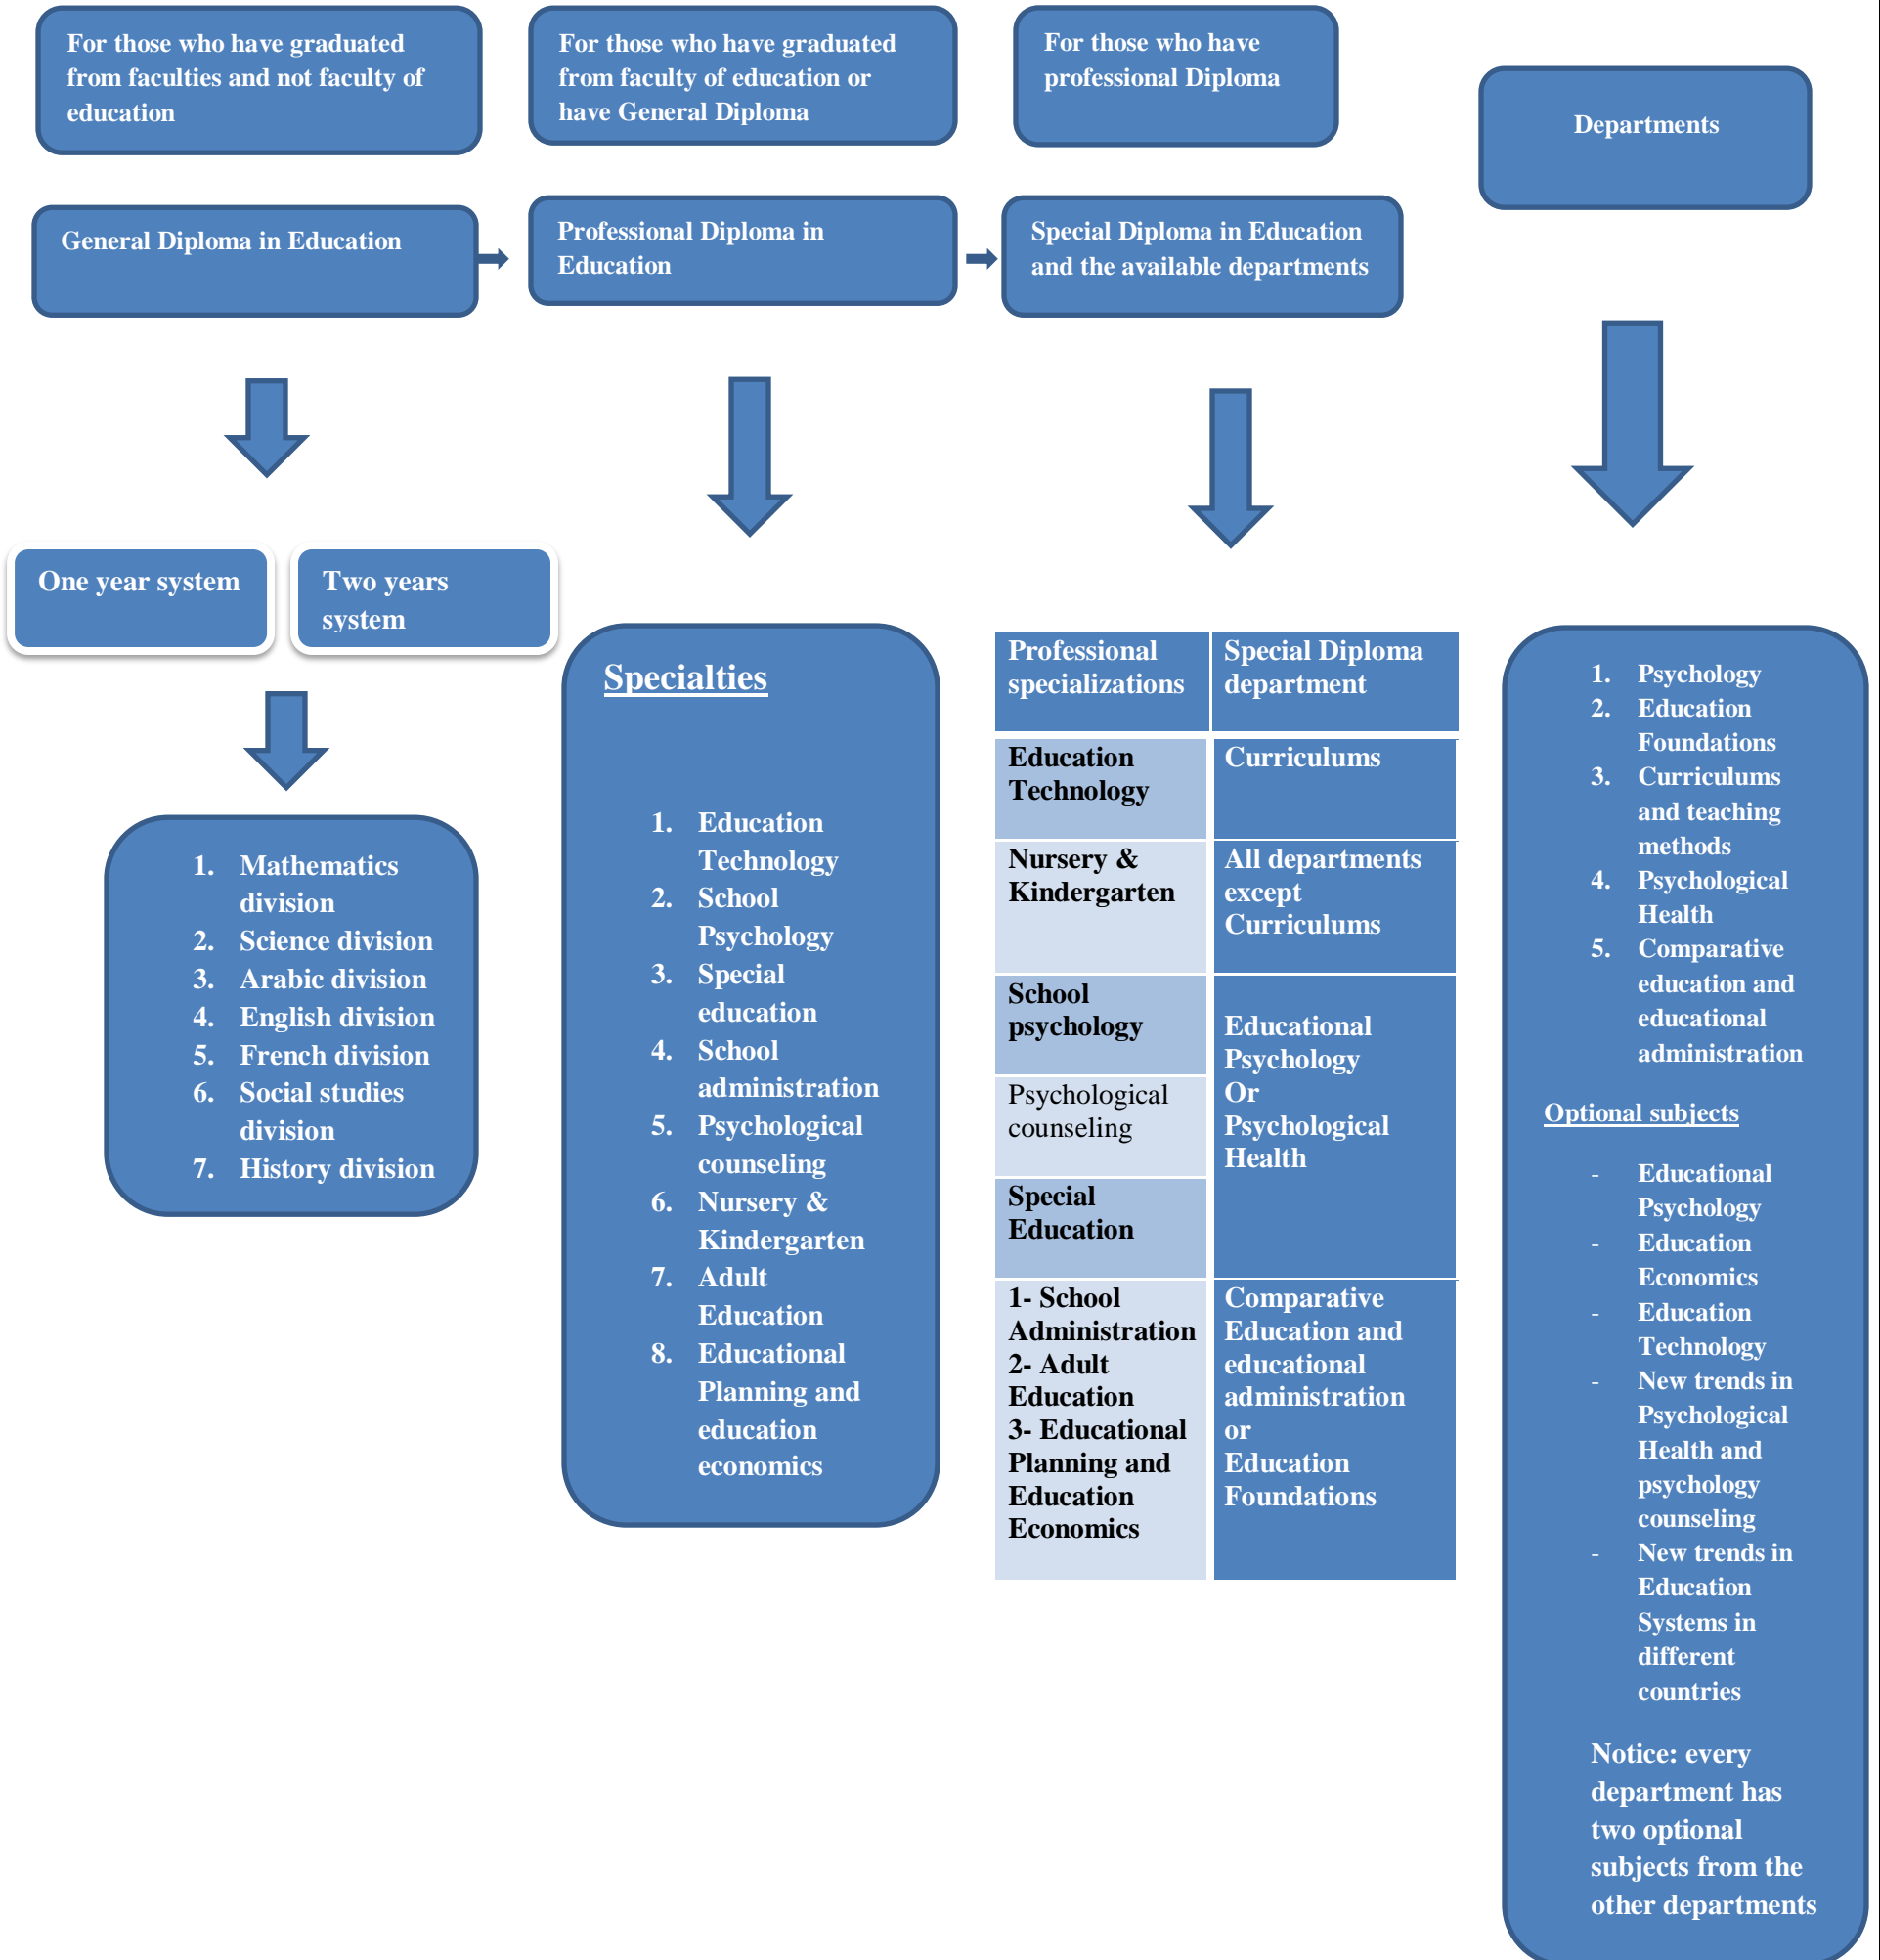 For those who have graduated
from faculties and not faculty of
education
For those who have graduated
from faculty of education or
have General Diploma
For those who have
professional Diploma
Departments
General Diploma in Education
Professional Diploma in
Education
Special Diploma in Education
and the available departments
One year system
Two years
system
1. Mathematics
division
2. Science division
3. Arabic division
4. English division
5. French division
6. Social studies
division
7. History division
Specialties
1. Education
Technology
2. School
Psychology
3. Special
education
4. School
administration
5. Psychological
counseling
6. Nursery &
Kindergarten
7. Adult
Education
8. Educational
Planning and
education
economics
Professional
specializations
Special Diploma
department
Education
Technology
Curriculums
Nursery &
Kindergarten
All departments
except
Curriculums
School
psychology
Psychological
counseling
Special
Education
Educational
Psychology
Or
Psychological
Health
1- School
Administration
2- Adult
Education
3- Educational
Planning and
Education
Economics
Comparative
Education and
educational
administration
or
Education
Foundations
1. Psychology
2. Education
Foundations
3. Curriculums
and teaching
methods
4. Psychological
Health
5. Comparative
education and
educational
administration
Optional subjects
- Educational
Psychology
- Education
Economics
- Education
Technology
- New trends in
Psychological
Health and
psychology
counseling
- New trends in
Education
Systems in
different
countries
Notice: every
department has
two optional
subjects from the
other departments